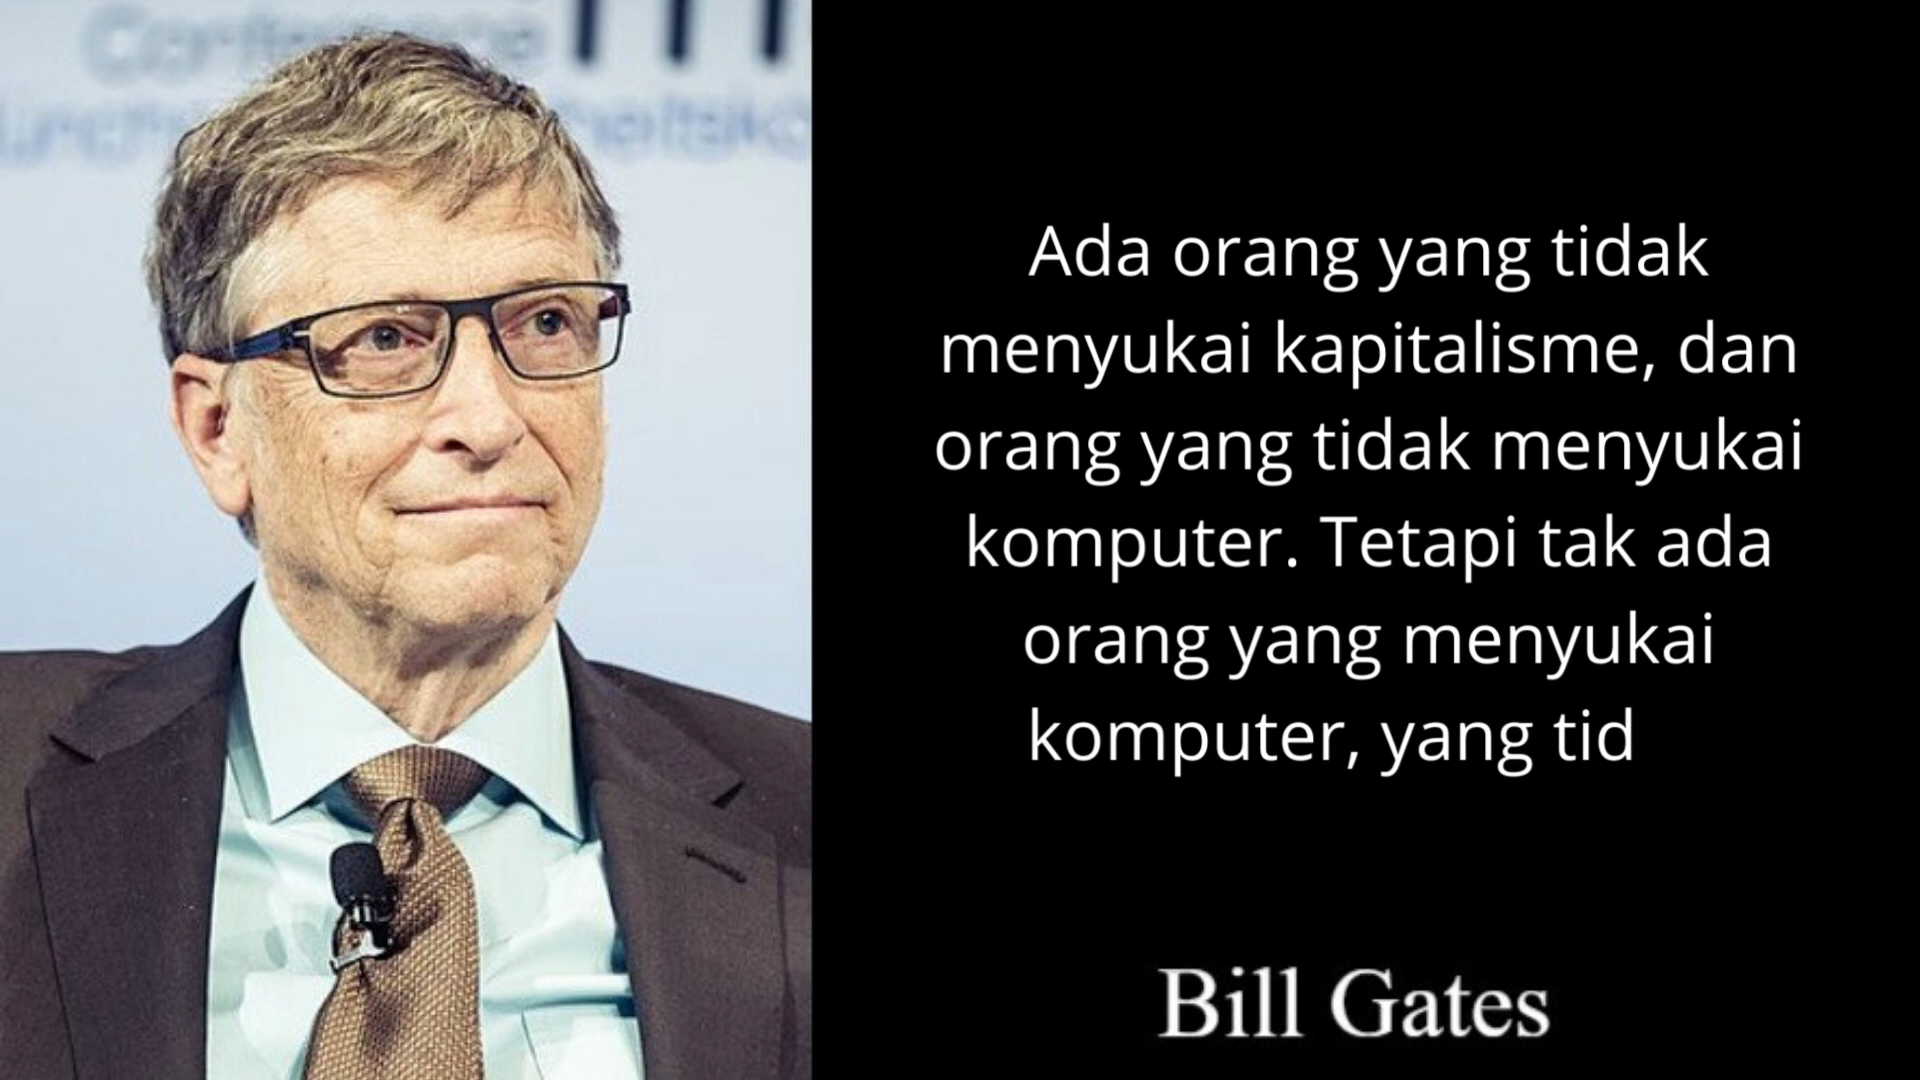 Conference
Ada orang yang tidak
menyukai kapitalisme, dan
orang yang tidak menyukai
komputer. Tetapi tak ada
orang yang menyukai
komputer, yang tid
Bill Gates